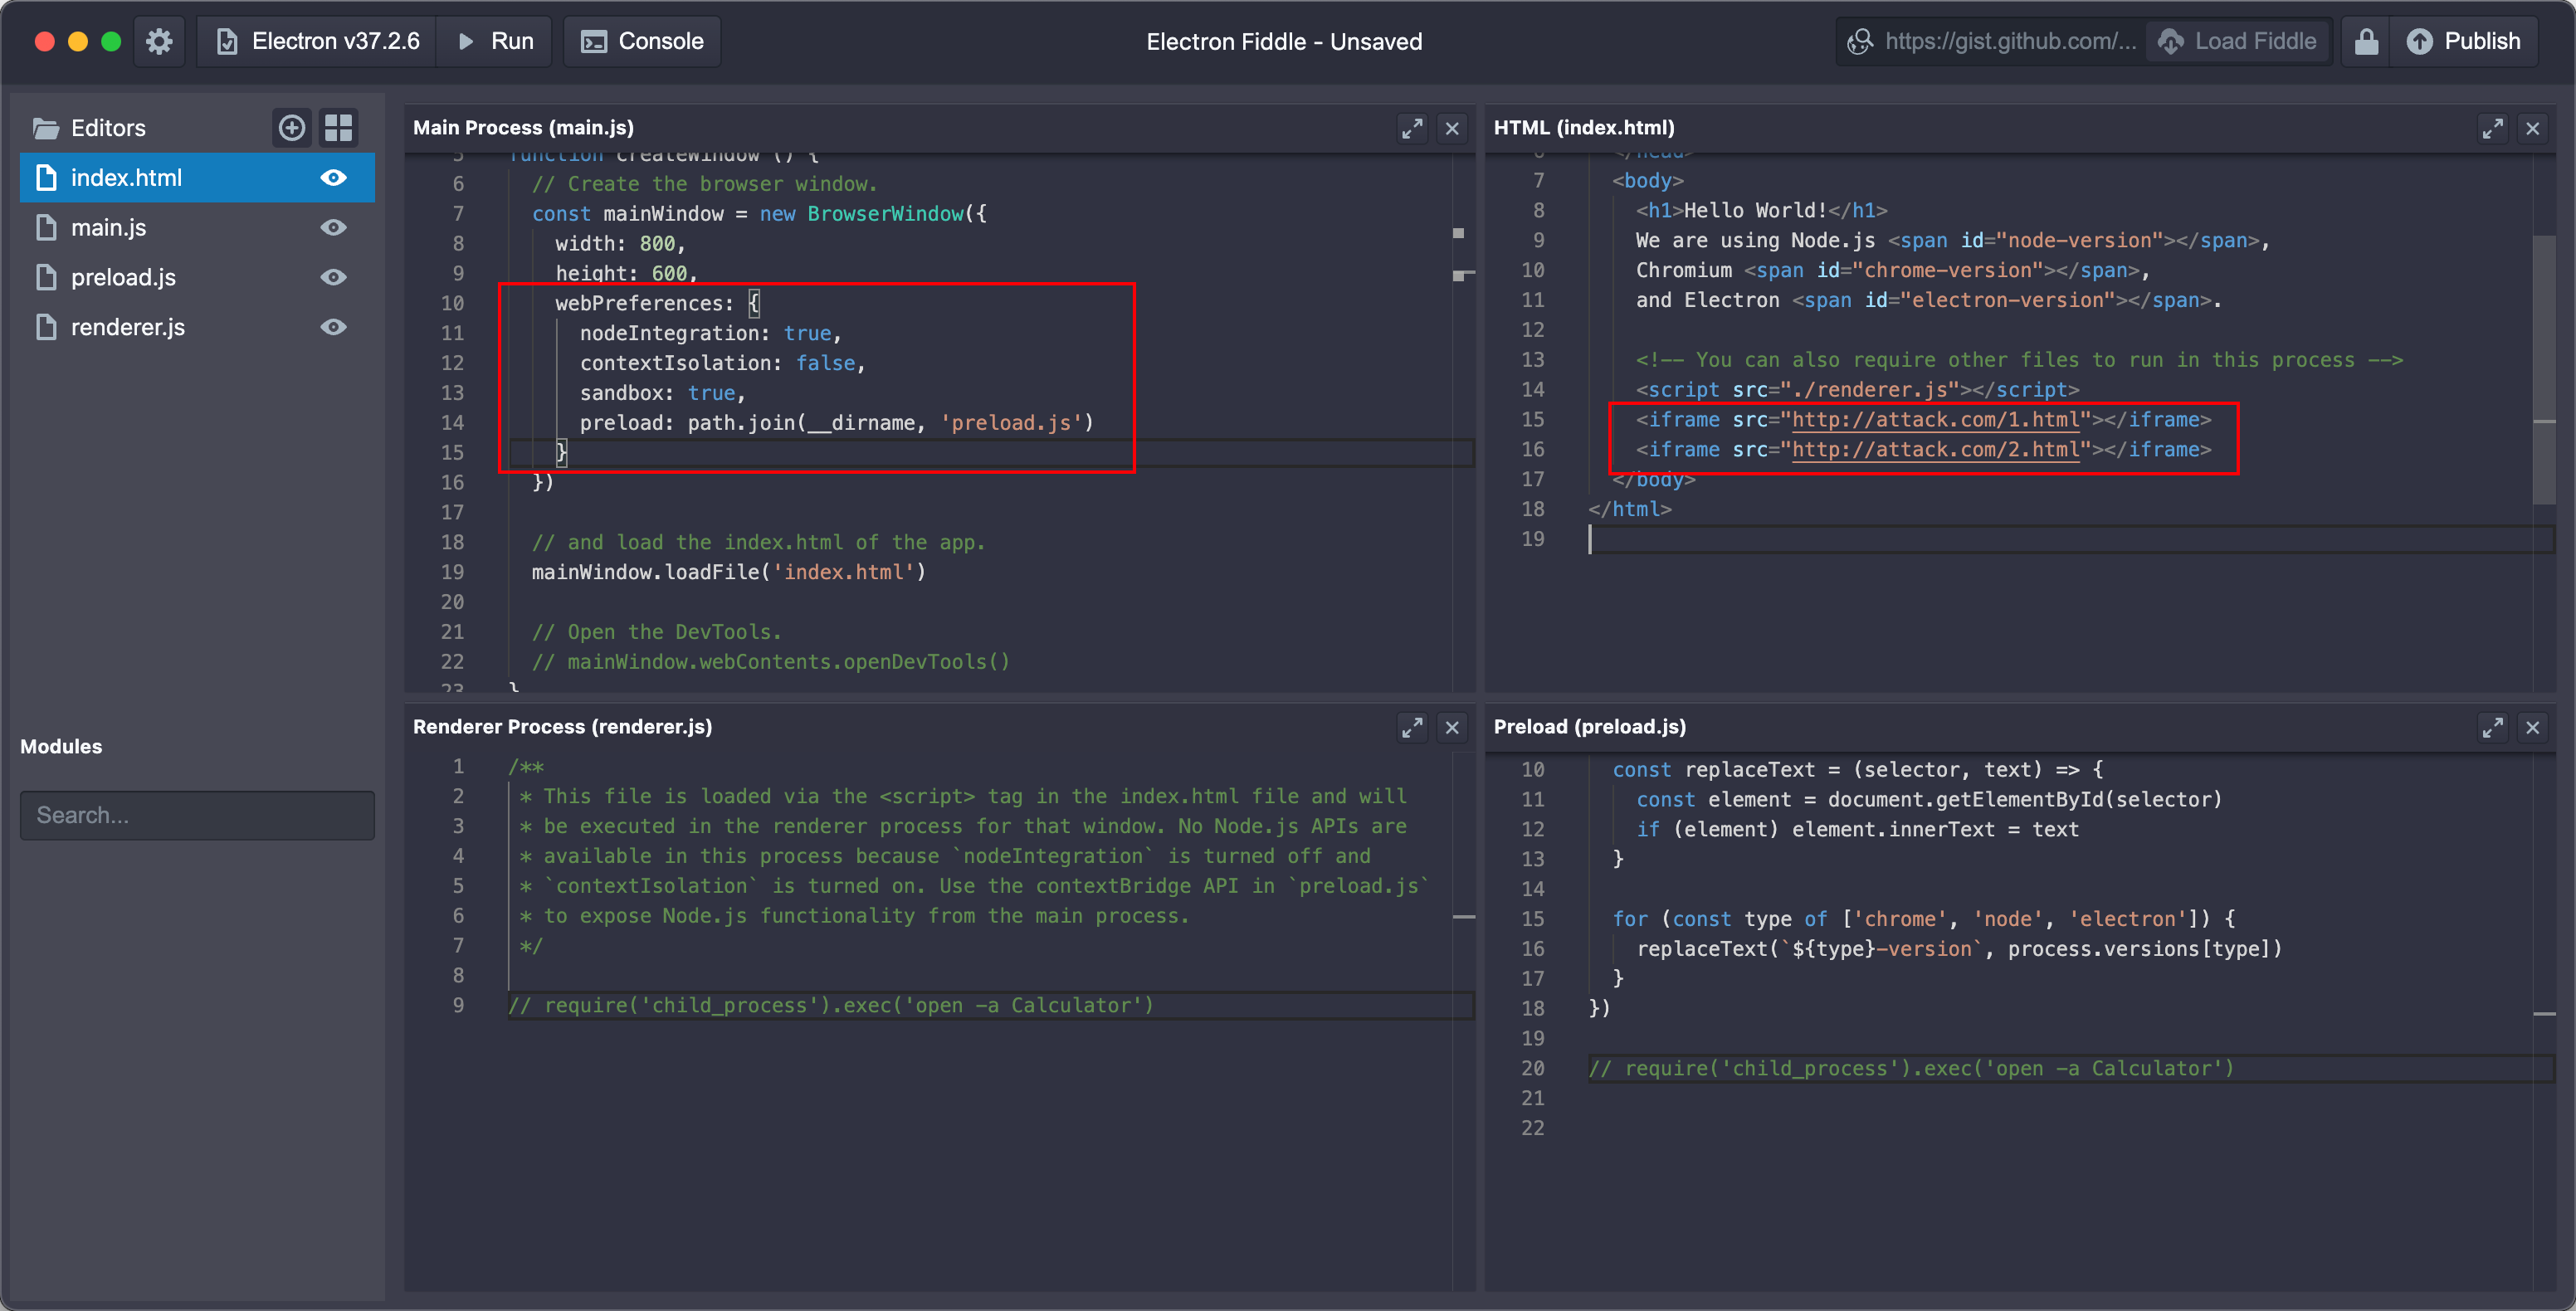 Electron v37.2.6
Run
Console
Electron Fiddle - Unsaved
https://gist.github.com/...
Load Fiddle
Publish
Editors
index.html
main.js
preload.js
renderer.js
Modules
Search...
Main Process (main.js)
5 function createWindow () {
6 // Create the browser window.
7 const mainWindow = new BrowserWindow({
8 width: 800,
9 height: 600,
10 webPreferences: {
11 nodeIntegration: true,
12 contextIsolation: false,
13 sandbox: true,
14 preload: path.join(__dirname, 'preload.js')
15 }
16 })
17
18 // and load the index.html of the app.
19 mainWindow.loadFile('index.html')
20
21 // Open the DevTools.
22 // mainWindow.webContents.openDevTools()
23 }
HTML (index.html)
6 </head>
7 <body>
8 <h1>Hello World!</h1>
9 We are using Node.js <span id="node-version"></span>,
10 Chromium <span id="chrome-version"></span>,
11 and Electron <span id="electron-version"></span>.
12
13 <!-- You can also require other files to run in this process -->
14 <script src="./renderer.js"></script>
15 <iframe src="http://attack.com/1.html"></iframe>
16 <iframe src="http://attack.com/2.html"></iframe>
17 </body>
18 </html>
19
Renderer Process (renderer.js)
1 /**
2 * This file is loaded via the <script> tag in the index.html file and will
3 * be executed in the renderer process for that window. No Node.js APIs are
4 * available in this process because `nodeIntegration` is turned off and
5 * `contextIsolation` is turned on. Use the contextBridge API in `preload.js`
6 * to expose Node.js functionality from the main process.
7 */
8
9 // require('child_process').exec('open -a Calculator')
Preload (preload.js)
10 const replaceText = (selector, text) => {
11 const element = document.getElementById(selector)
12 if (element) element.innerText = text
13 }
14
15 for (const type of ['chrome', 'node', 'electron']) {
16 replaceText(`${type}-version`, process.versions[type])
17 }
18 })
19
20 // require('child_process').exec('open -a Calculator')
21
22